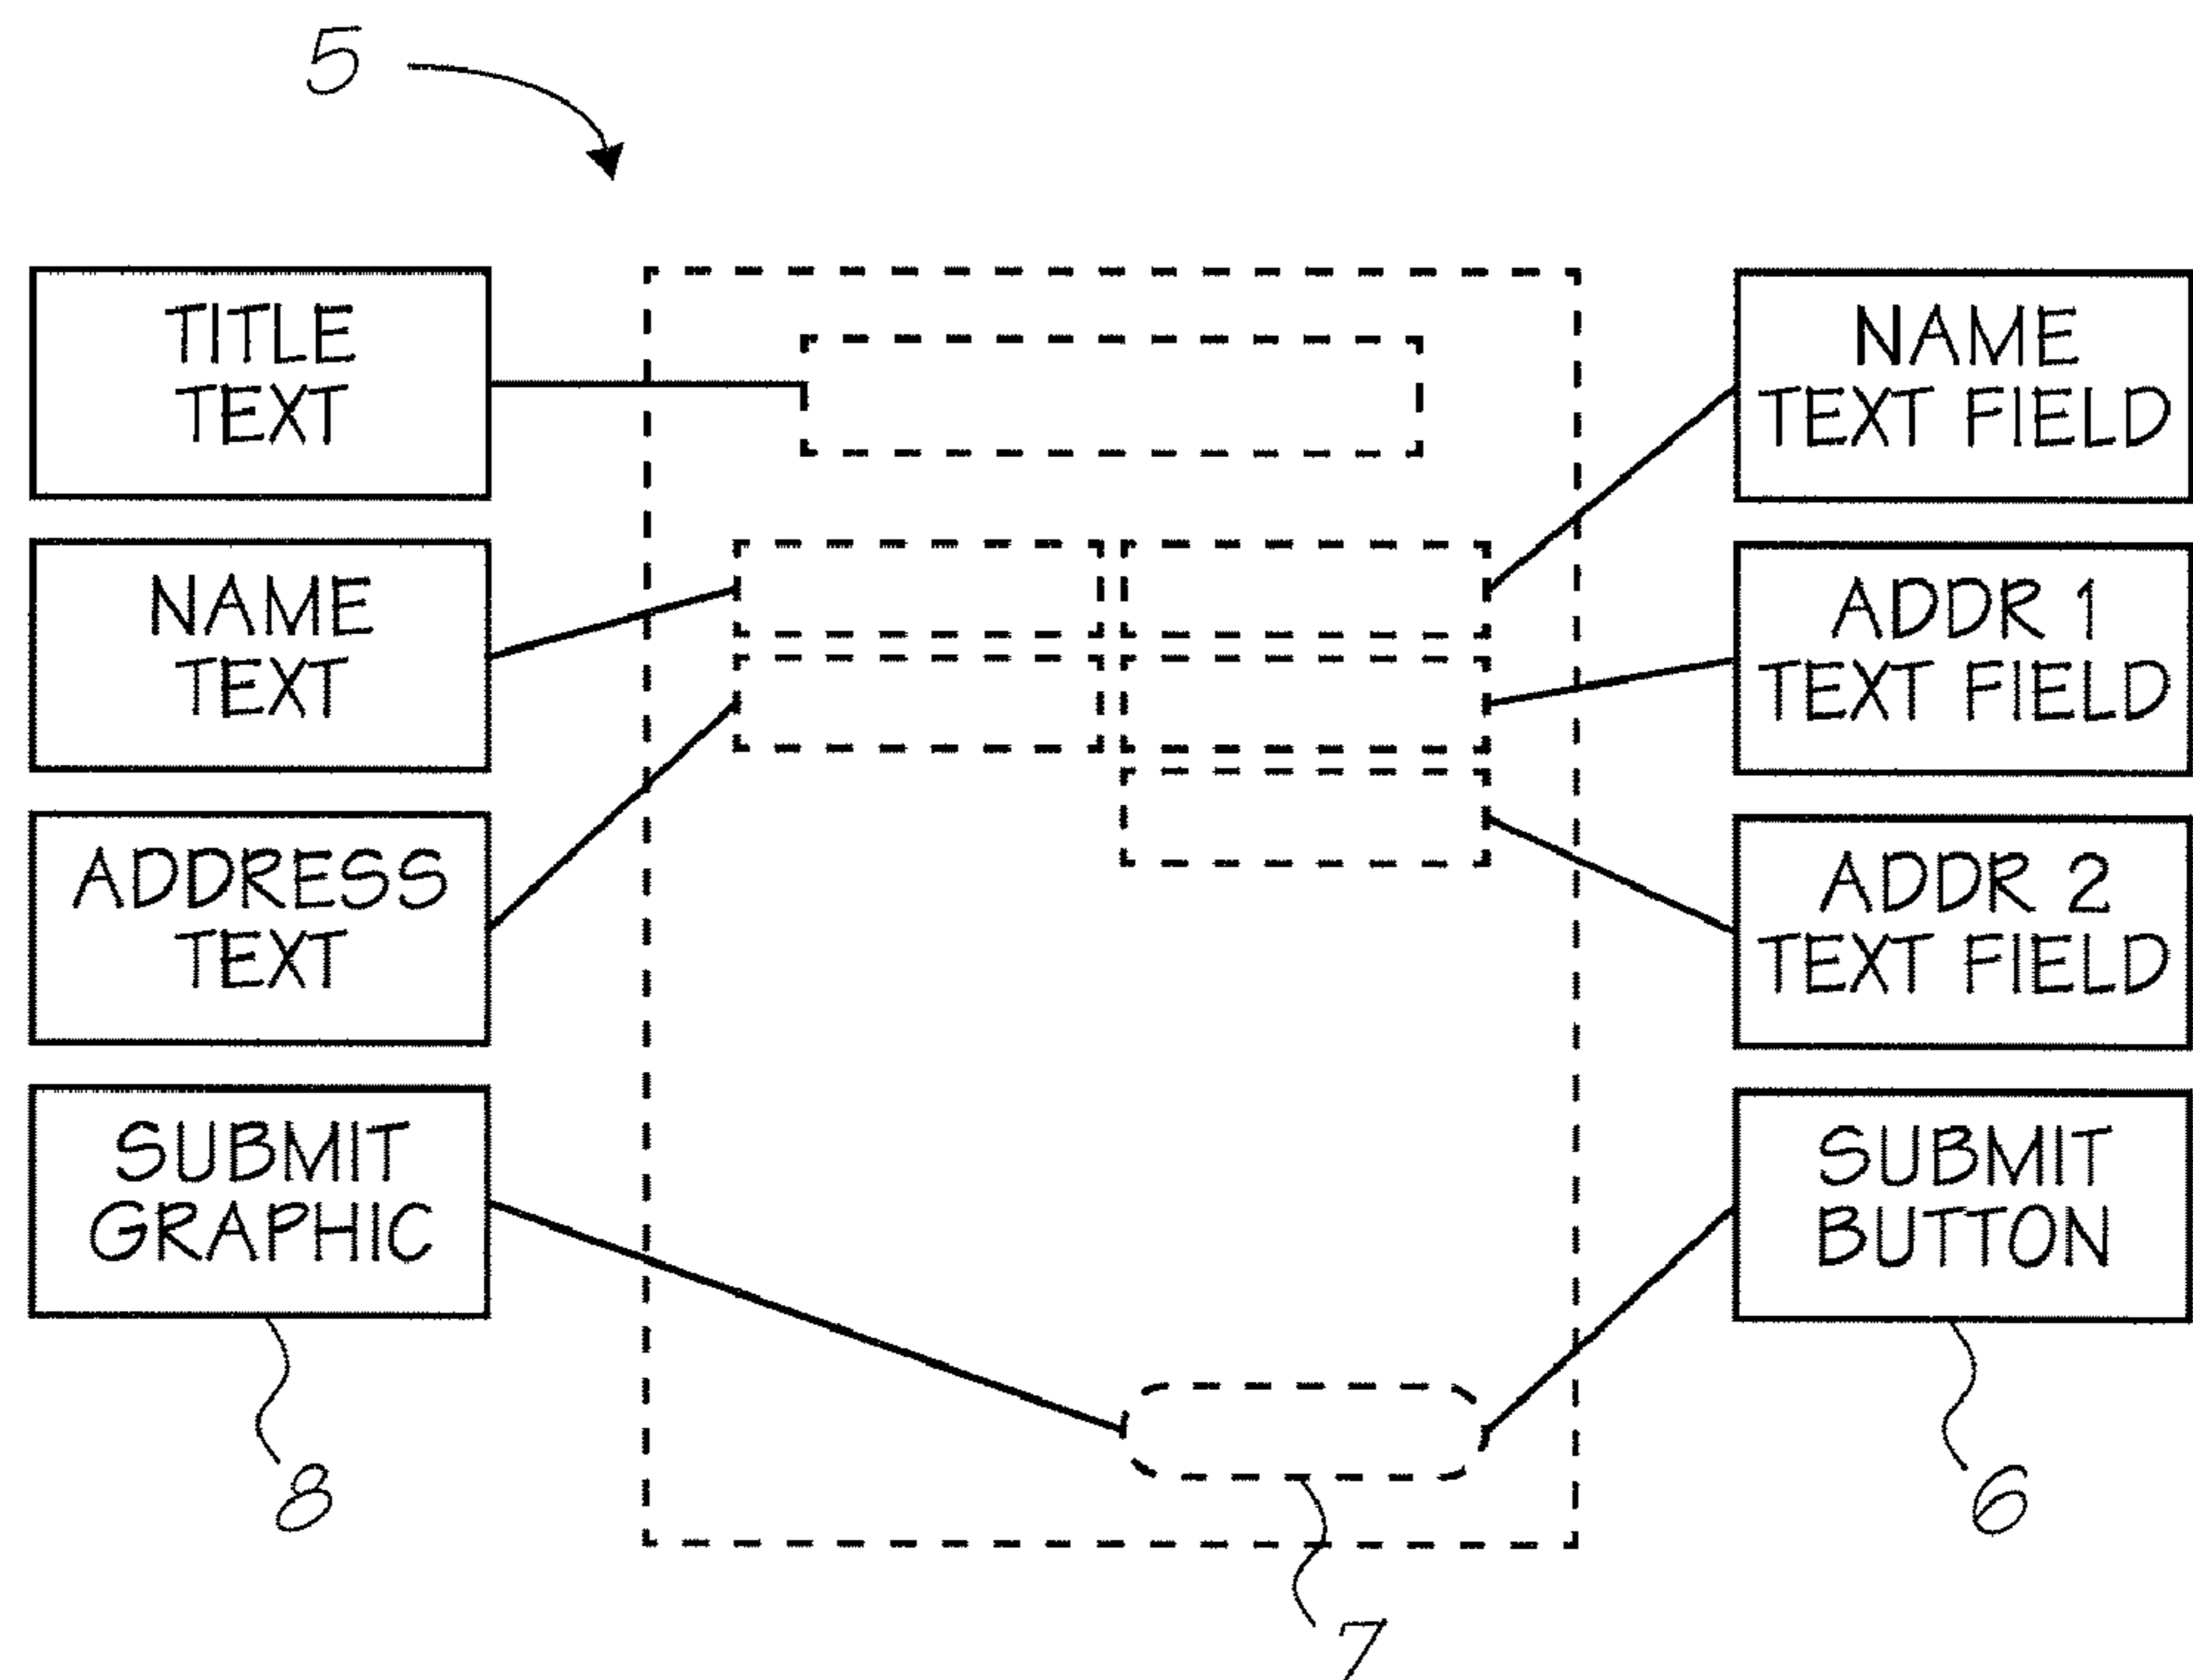 5
TITLE
TEXT
NAME
TEXT
ADDRESS
TEXT
SUBMIT
GRAPHIC
8
NAME
TEXT FIELD
ADDR 1
TEXT FIELD
ADDR 2
TEXT FIELD
SUBMIT
BUTTON
6
7